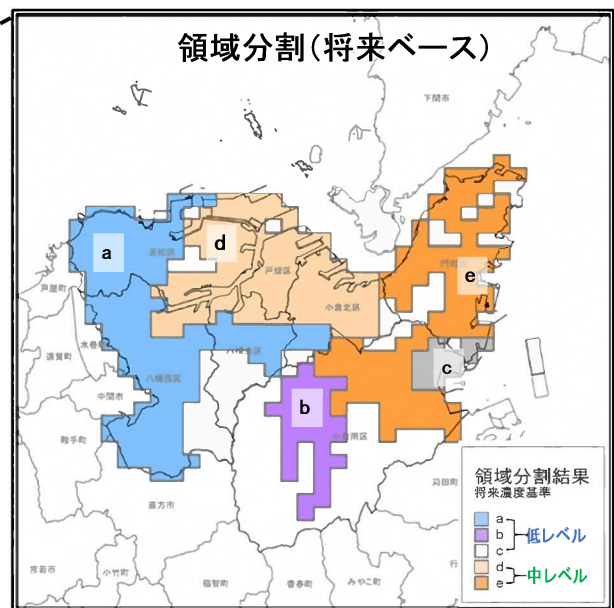 領域分割(将来ベース)
下関市
a
若松区
d
戸畑区
門司区
e
芦屋町
小倉北区
水巻町
遠賀町
八幡東区
八幡西区
c
中間市
b
鞍手町
小倉南区
苅田町
直方市
宮若市
小竹町
福智町
香春町
みやこ町
行
領域分割結果
将来濃度基準
a
b
c
低レベル
d
e
中レベル